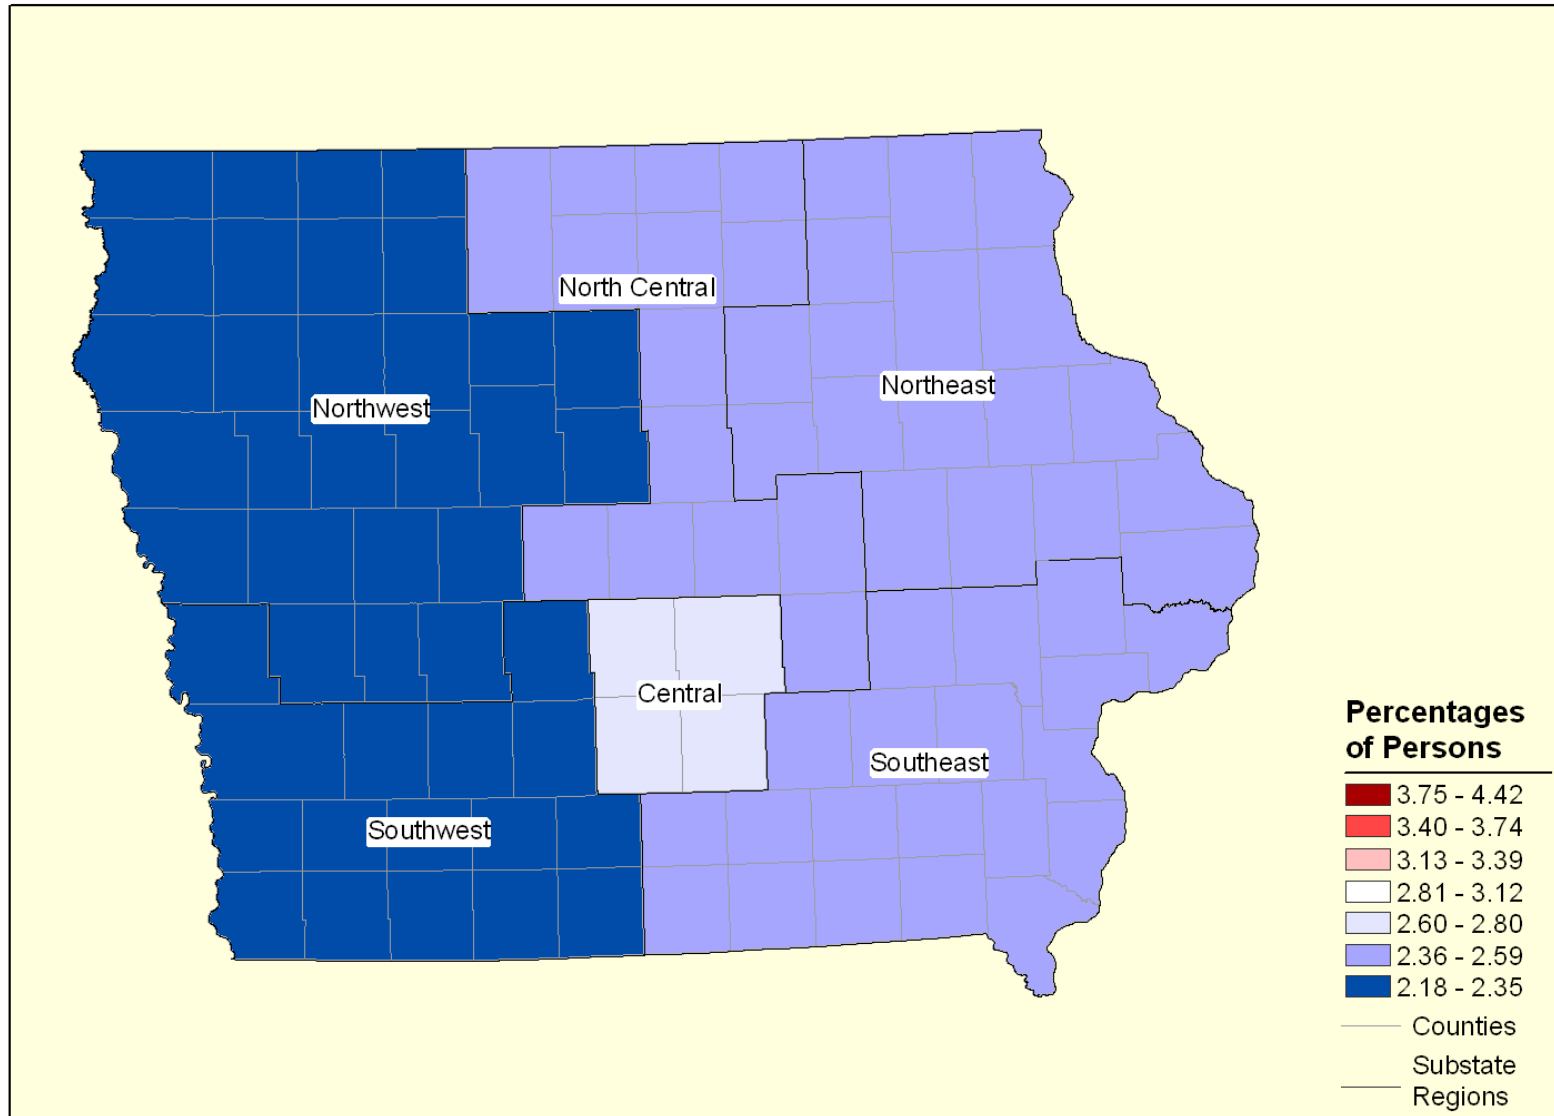 North Central
Northeast
Northwest
Central
Southeast
Southwest
Percentages
of Persons
3.75 - 4.42
3.40 - 3.74
3.13 - 3.39
2.81 - 3.12
2.60 - 2.80
2.36 - 2.59
2.18 - 2.35
Counties
Substate
Regions